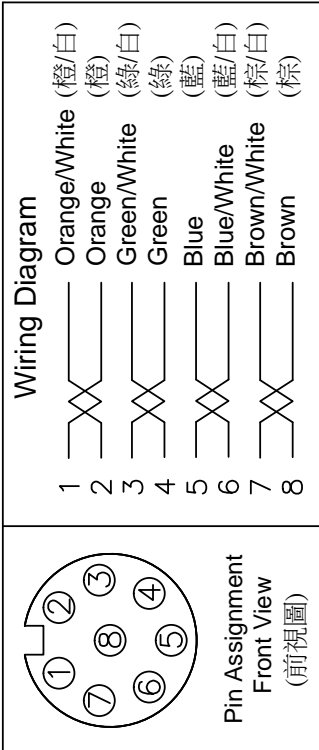 1 2
7 8 3
6 4
5
Pin Assignment
Front View
(前視圖)
Wiring Diagram
1 Orange/White (橙/白)
2 Orange (橙)
3 Green/White (綠/白)
4 Green (綠)
5 Blue (藍)
6 Blue/White (藍/白)
7 Brown/White (棕/白)
8 Brown (棕)